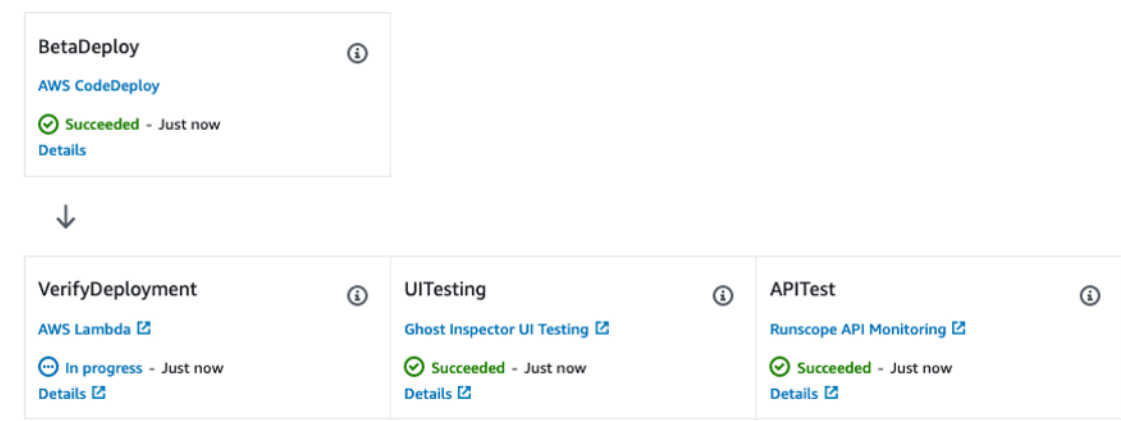 BetaDeploy
AWS CodeDeploy
Succeeded - Just now
Details
VerifyDeployment
AWS Lambda
In progress - Just now
Details
UITesting
Ghost Inspector UI Testing
Succeeded - Just now
Details
APITest
Runscope API Monitoring
Succeeded - Just now
Details